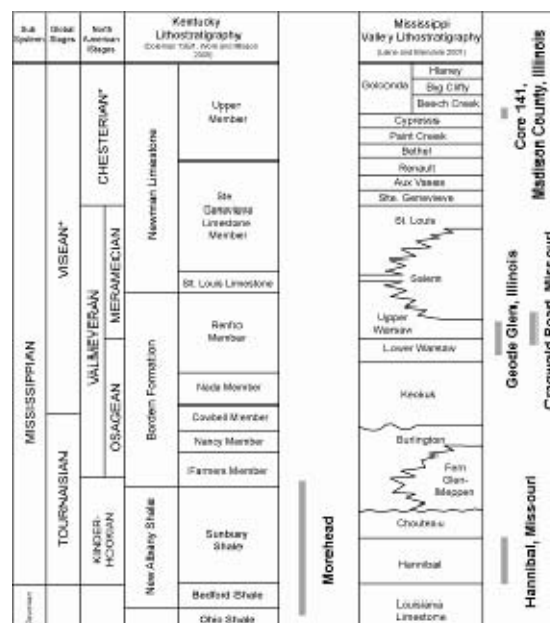 Sub
System
Global
Stages
North
American
Stages
Kentucky
Lithostratigraphy
Mississippi
Valley Lithostratigraphy
MISSISSIPPIAN
VISEAN*
TOURNAISIAN
CHESTERIAN*
VALMEYERAN
MERAMECIAN
OSAGEAN
KINDER-
HOOKIAN
Newman Limestone
Borden Formation
New Albany Shale
Upper
Member
Ste
Genevieve
Limestone
Member
St. Louis Limestone
Renfro
Member
Nada Member
Cowbell Member
Nancy Member
Farmers Member
Sunbury
Shale
Bedford Shale
Ohio Shale
Morehead
Golconda
Haney
Big Clifty
Beech Creek
Cypress
Paint Creek
Bethel
Renault
Aux Vases
Ste. Genevieve
St. Louis
Salem
Upper
Warsaw
Lower Warsaw
Keokuk
Burlington
Fern
Glen-
Meppen
Chouteau
Hannibal
Louisiana
Limestone
Core 141,
Madison County, Illinois
Geode Glen, Illinois
Road, Missouri
Hannibal, Missouri